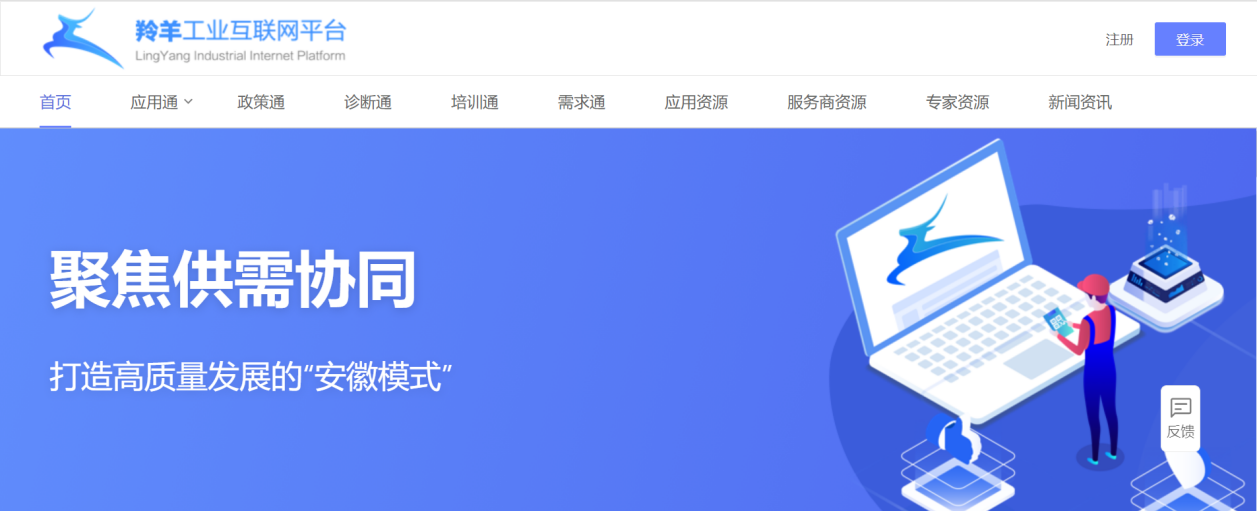 羚羊工业互联网平台
LingYang Industrial Internet Platform
注册 登录
首页 应用通 政策通 诊断通 培训通 需求通 应用资源 服务商资源 专家资源 新闻资讯
聚焦供需协同
打造高质量发展的“安徽模式”
反馈